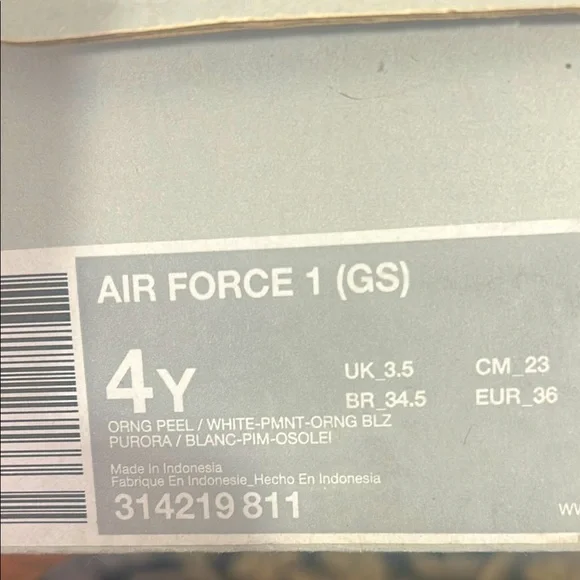 AIR FORCE 1 (GS)
4Y
UK_3.5 CM_23
BR_34.5 EUR_36
ORNG PEEL / WHITE-PMNT-ORNG BLZ
PURORA / BLANC-PIM-OSOLEI
Made in Indonesia
Fabrique En Indonesie_Hecho En Indonesia
314219 811